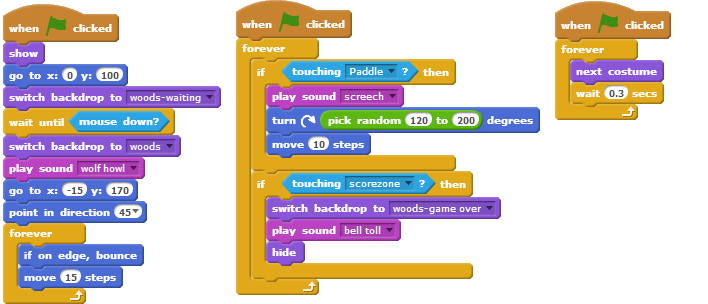 when clicked
show
go to x: 0 y: 100
switch backdrop to woods-waiting
wait until mouse down?
switch backdrop to woods
play sound wolf howl
go to x: -15 y: 170
point in direction 45
forever
if on edge, bounce
move 15 steps
when clicked
forever
if touching Paddle ? then
play sound screech
turn pick random 120 to 200 degrees
move 10 steps
if touching scorezone ? then
switch backdrop to woods-game over
play sound bell toll
hide
when clicked
forever
next costume
wait 0.3 secs